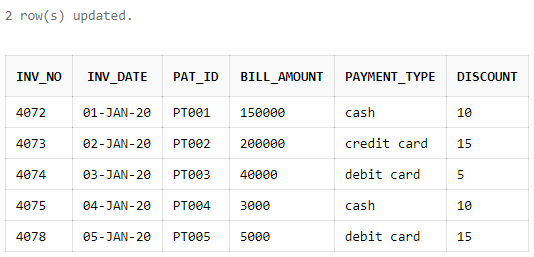 2 row(s) updated.
INV_NO INV_DATE PAT_ID BILL_AMOUNT PAYMENT_TYPE DISCOUNT
4072 01-JAN-20 PT001 150000 cash 10
4073 02-JAN-20 PT002 200000 credit card 15
4074 03-JAN-20 PT003 40000 debit card 5
4075 04-JAN-20 PT004 3000 cash 10
4078 05-JAN-20 PT005 5000 debit card 15